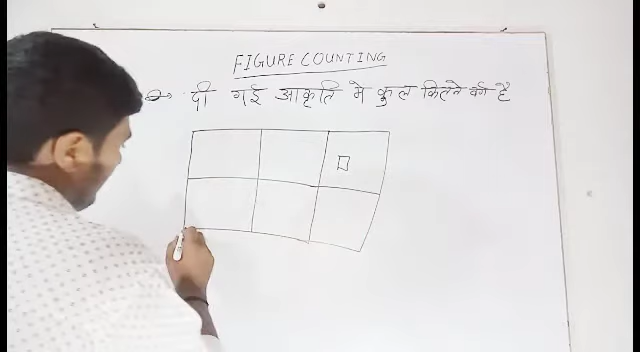 FIGURE COUNTING
दी गई आकृति मे कुल कितने वर्ग है